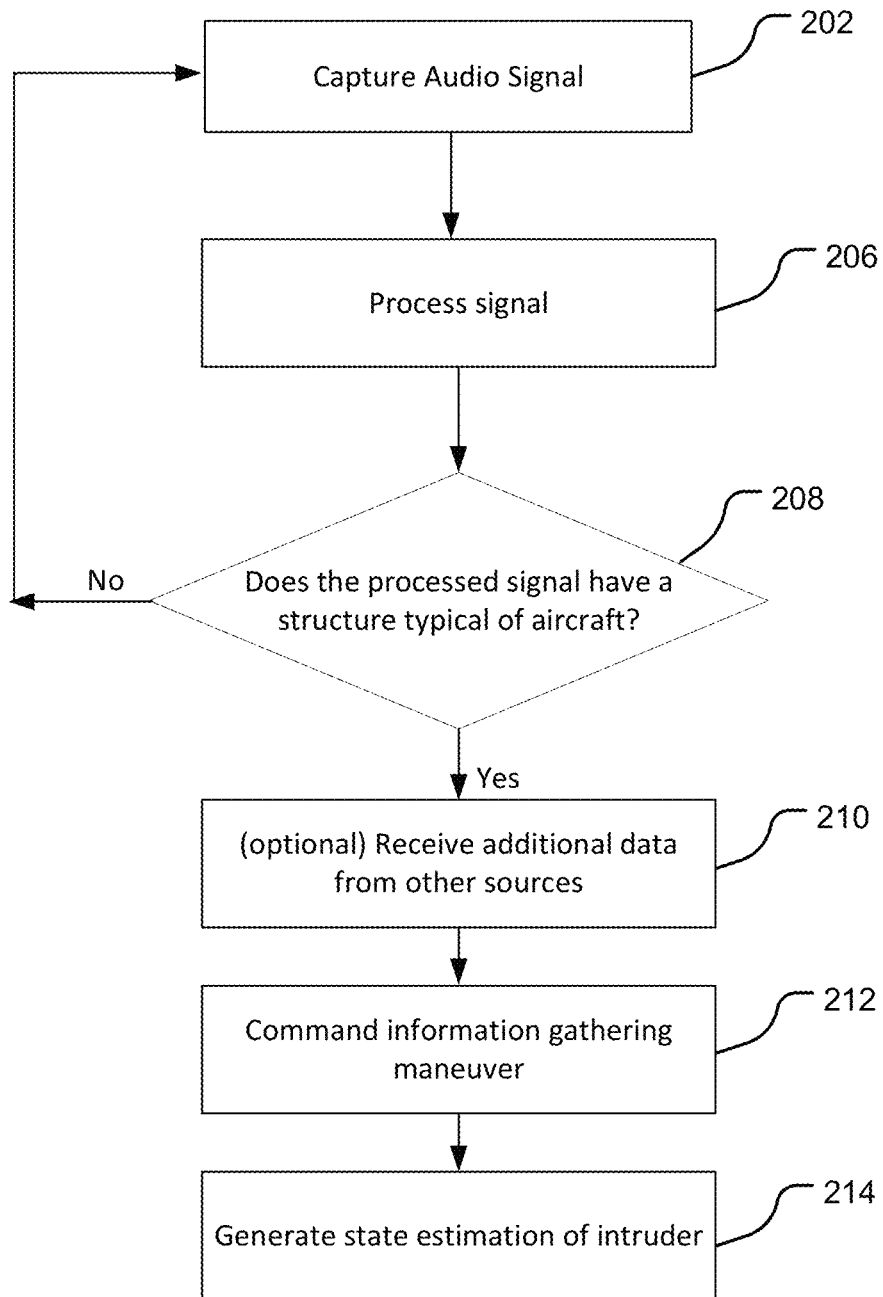 202
Capture Audio Signal
206
Process signal
208
Does the processed signal have a
structure typical of aircraft?
No
Yes
210
(optional) Receive additional data
from other sources
212
Command information gathering
maneuver
214
Generate state estimation of intruder